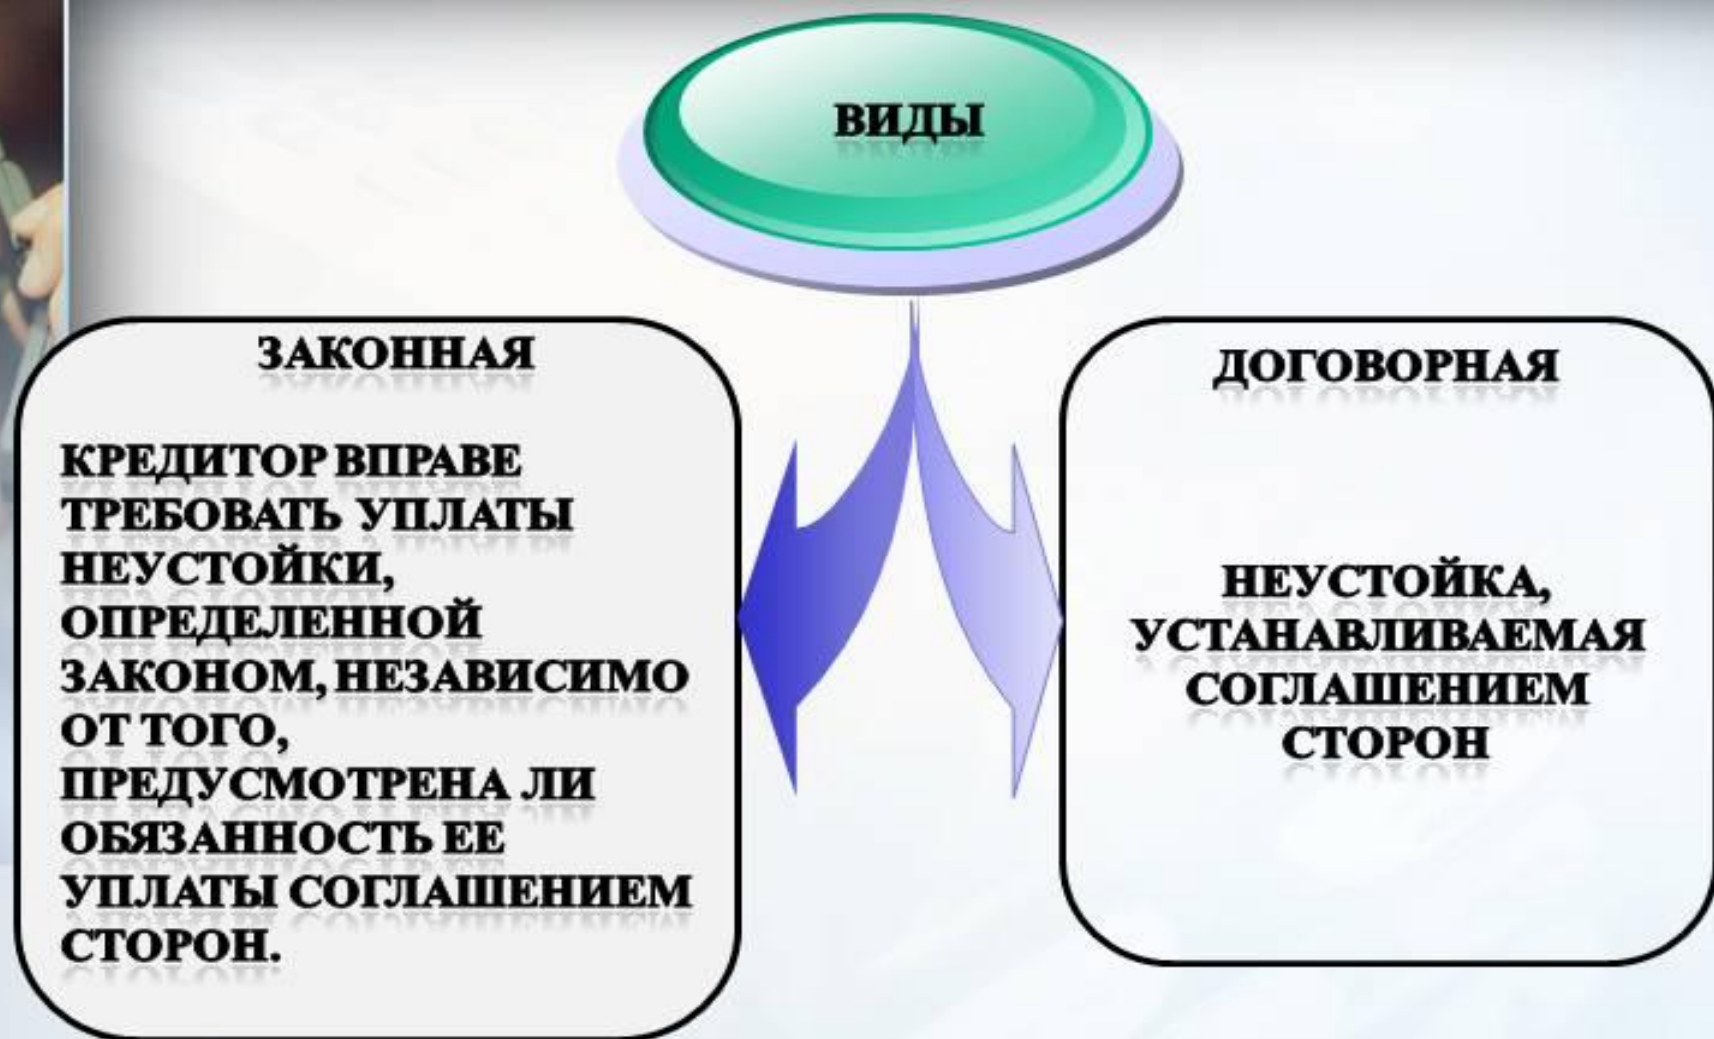 ВИДЫ
ЗАКОННАЯ
КРЕДИТОР ВПРАВЕ
ТРЕБОВАТЬ УПЛАТЫ
НЕУСТОЙКИ,
ОПРЕДЕЛЕННОЙ
ЗАКОНОМ, НЕЗАВИСИМО
ОТ ТОГО,
ПРЕДУСМОТРЕНА ЛИ
ОБЯЗАННОСТЬ ЕЕ
УПЛАТЫ СОГЛАШЕНИЕМ
СТОРОН.
ДОГОВОРНАЯ
НЕУСТОЙКА,
УСТАНАВЛИВАЕМАЯ
СОГЛАШЕНИЕМ
СТОРОН